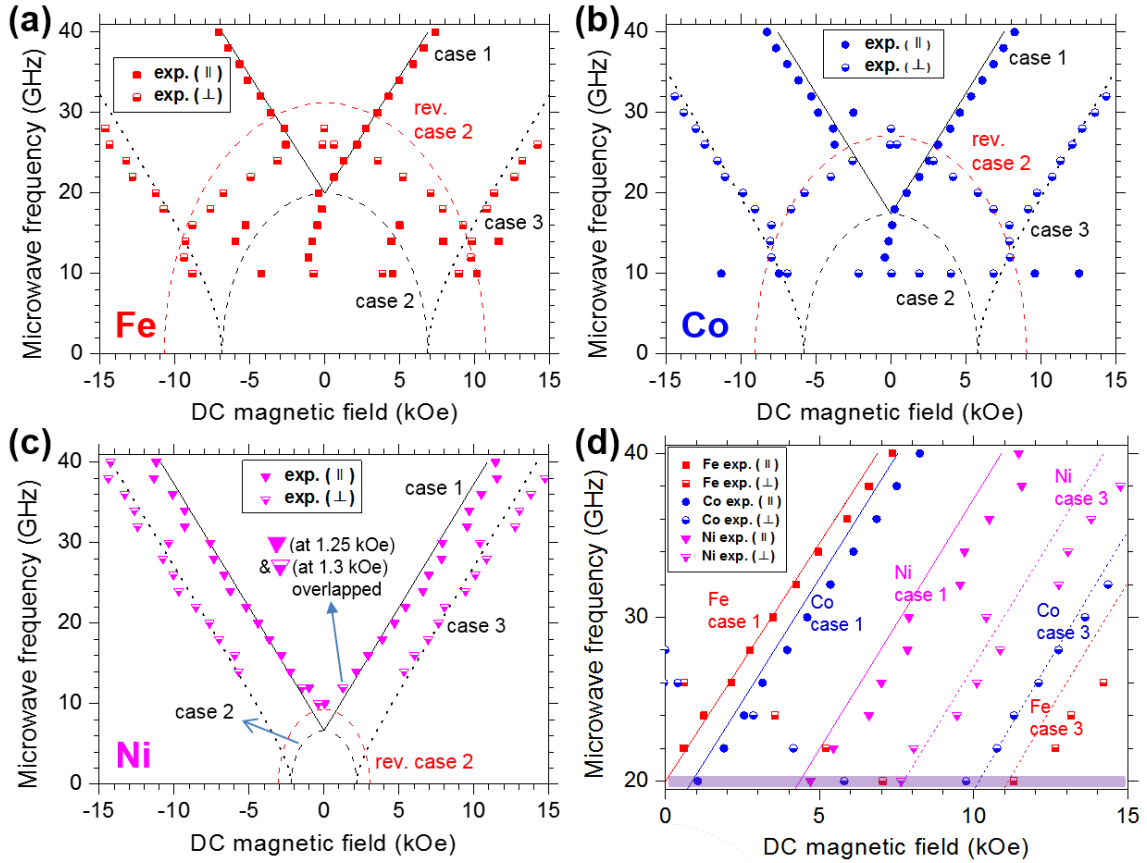 (a)
Microwave frequency (GHz)
40
30
20
10
0
exp. ( || )
exp. (⊥)
case 1
rev.
case 2
case 3
case 2
Fe
-15 -10 -5 0 5 10 15
DC magnetic field (kOe)
(b)
Microwave frequency (GHz)
40
30
20
10
0
exp. ( || )
exp. (⊥)
case 1
rev.
case 2
case 3
case 2
Co
-15 -10 -5 0 5 10 15
DC magnetic field (kOe)
(c)
Microwave frequency (GHz)
40
30
20
10
0
exp. ( || )
exp. (⊥)
case 1
(at 1.25 kOe)
& (at 1.3 kOe)
overlapped
case 3
case 2
rev. case 2
Ni
-15 -10 -5 0 5 10 15
DC magnetic field (kOe)
(d)
Microwave frequency (GHz)
40
30
20
Fe exp. ( || )
Fe exp. (⊥)
Co exp. ( || )
Co exp. (⊥)
Ni exp. ( || )
Ni exp. (⊥)
Ni
case 3
Ni
case 1
Fe
case 1
Co
case 1
Co
case 3
Fe
case 3
0 5 10 15
DC magnetic field (kOe)